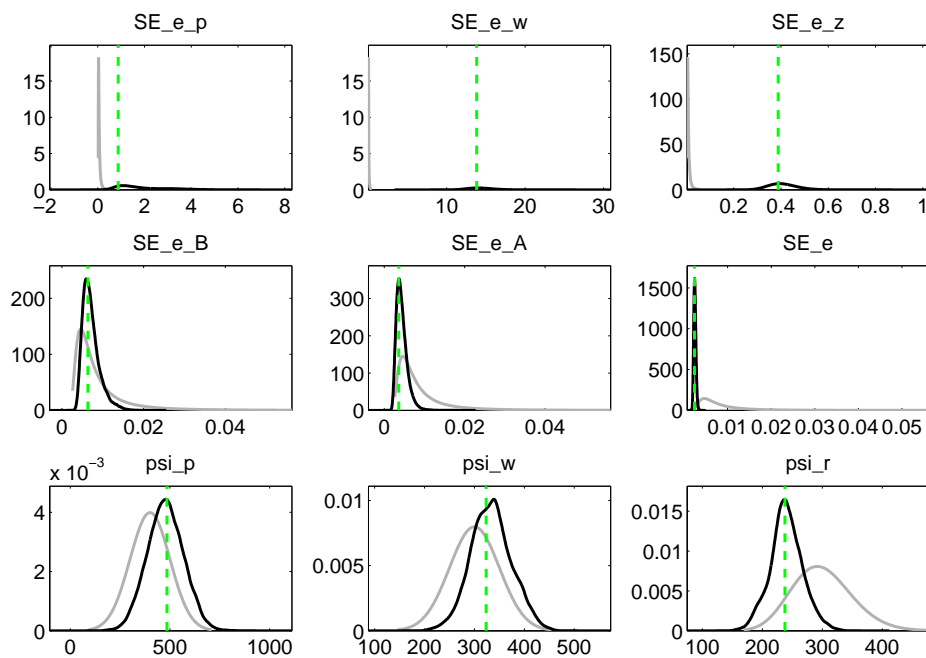 SE_e_p
SE_e_w
SE_e_z
15
10
5
0
−2 0 2 4 6 8
15
10
5
0
10 20 30
150
100
50
0
0.2 0.4 0.6 0.8 1
SE_e_B
SE_e_A
SE_e
200
100
0
0 0.02 0.04
300
200
100
0
0 0.02 0.04
1500
1000
500
0
0.01 0.02 0.03 0.04 0.05
psi_p
psi_w
psi_r
x 10⁻³
4
2
0
0 500 1000
0.01
0.005
0
100 200 300 400 500
0.015
0.01
0.005
0
100 200 300 400